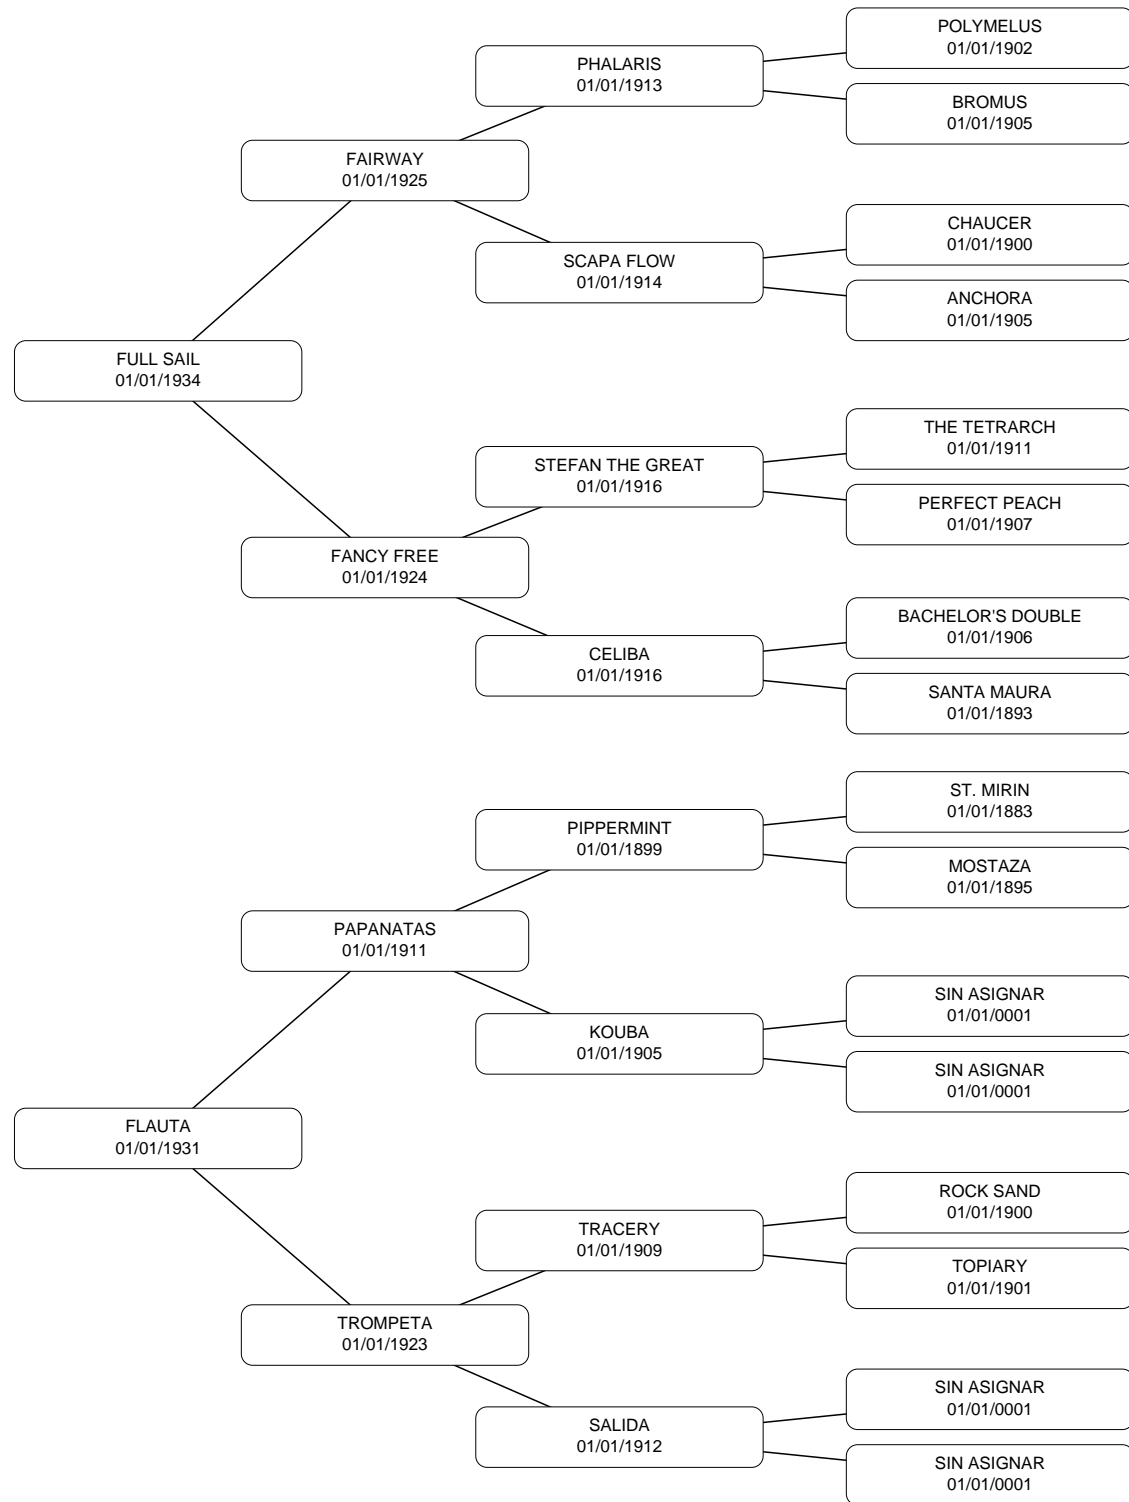 POLYMELUS
01/01/1902
PHALARIS
01/01/1913
BROMUS
01/01/1905
FAIRWAY
01/01/1925
CHAUCER
01/01/1900
SCAPA FLOW
01/01/1914
ANCHORA
01/01/1905
FULL SAIL
01/01/1934
THE TETRARCH
01/01/1911
STEFAN THE GREAT
01/01/1916
PERFECT PEACH
01/01/1907
FANCY FREE
01/01/1924
BACHELOR'S DOUBLE
01/01/1906
CELIBA
01/01/1916
SANTA MAURA
01/01/1893
ST. MIRIN
01/01/1883
PIPPERMINT
01/01/1899
MOSTAZA
01/01/1895
PAPANATAS
01/01/1911
SIN ASIGNAR
01/01/0001
KOUBA
01/01/1905
SIN ASIGNAR
01/01/0001
FLAUTA
01/01/1931
ROCK SAND
01/01/1900
TRACERY
01/01/1909
TOPIARY
01/01/1901
TROMPETA
01/01/1923
SIN ASIGNAR
01/01/0001
SALIDA
01/01/1912
SIN ASIGNAR
01/01/0001